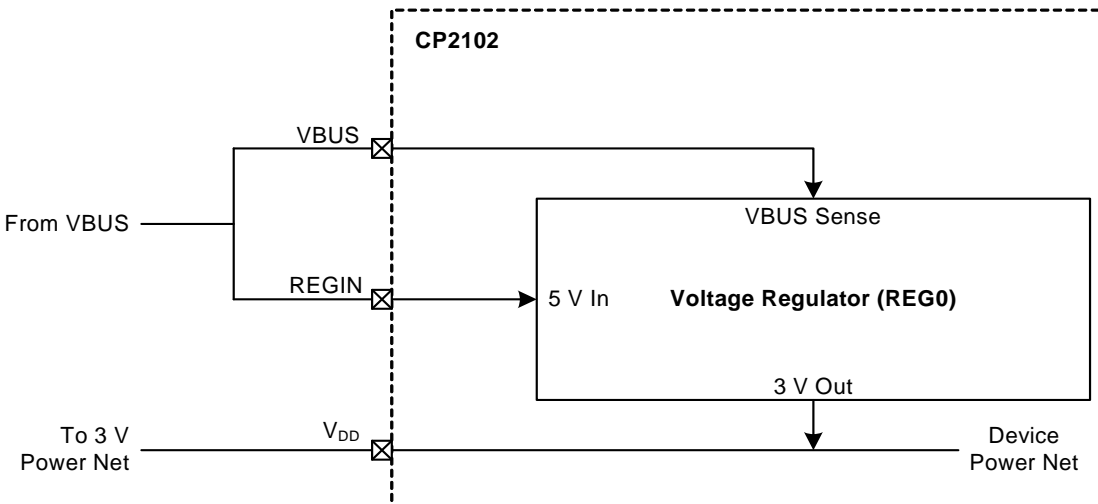 CP2102
VBUS
From VBUS
VBUS Sense
REGIN
5 V In
Voltage Regulator (REG0)
3 V Out
To 3 V
Power Net
VDD
Device
Power Net